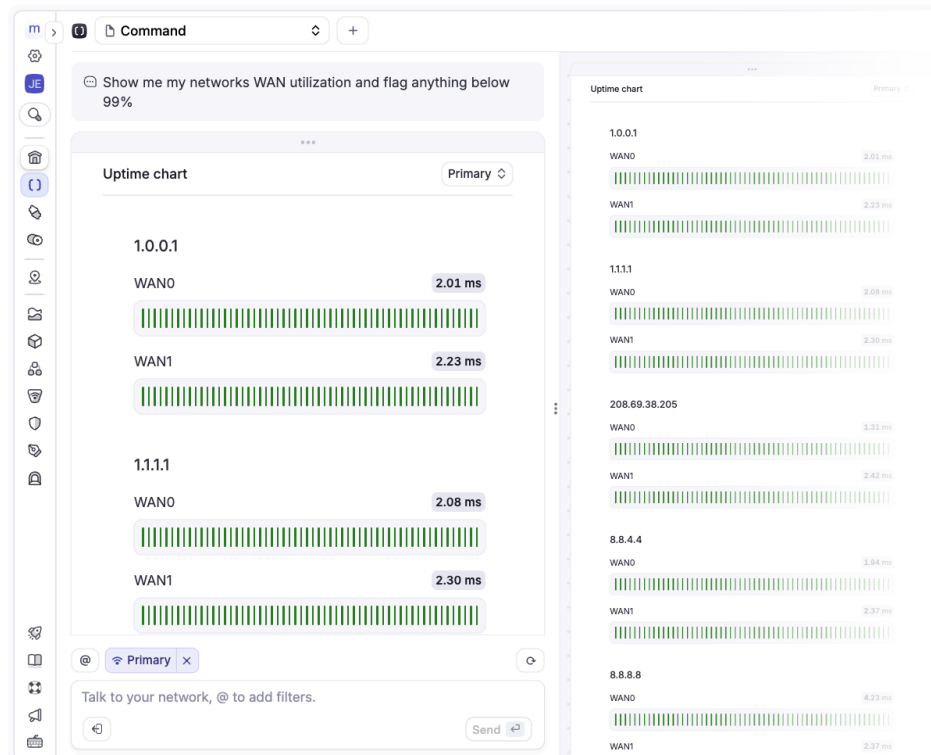 m
Command
JE
Show me my networks WAN utilization and flag anything below
99%
Uptime chart
Primary
1.0.0.1
WAN0
2.01 ms
WAN1
2.23 ms
1.1.1.1
WAN0
2.08 ms
WAN1
2.30 ms
@
Primary
Talk to your network, @ to add filters.
Send
Uptime chart
Primary
1.0.0.1
WAN0
2.01 ms
WAN1
2.23 ms
1.1.1.1
WAN0
2.08 ms
WAN1
2.30 ms
208.69.38.205
WAN0
1.31 ms
WAN1
2.42 ms
8.8.4.4
WAN0
1.94 ms
WAN1
2.37 ms
8.8.8.8
WAN0
4.23 ms
WAN1
2.37 ms